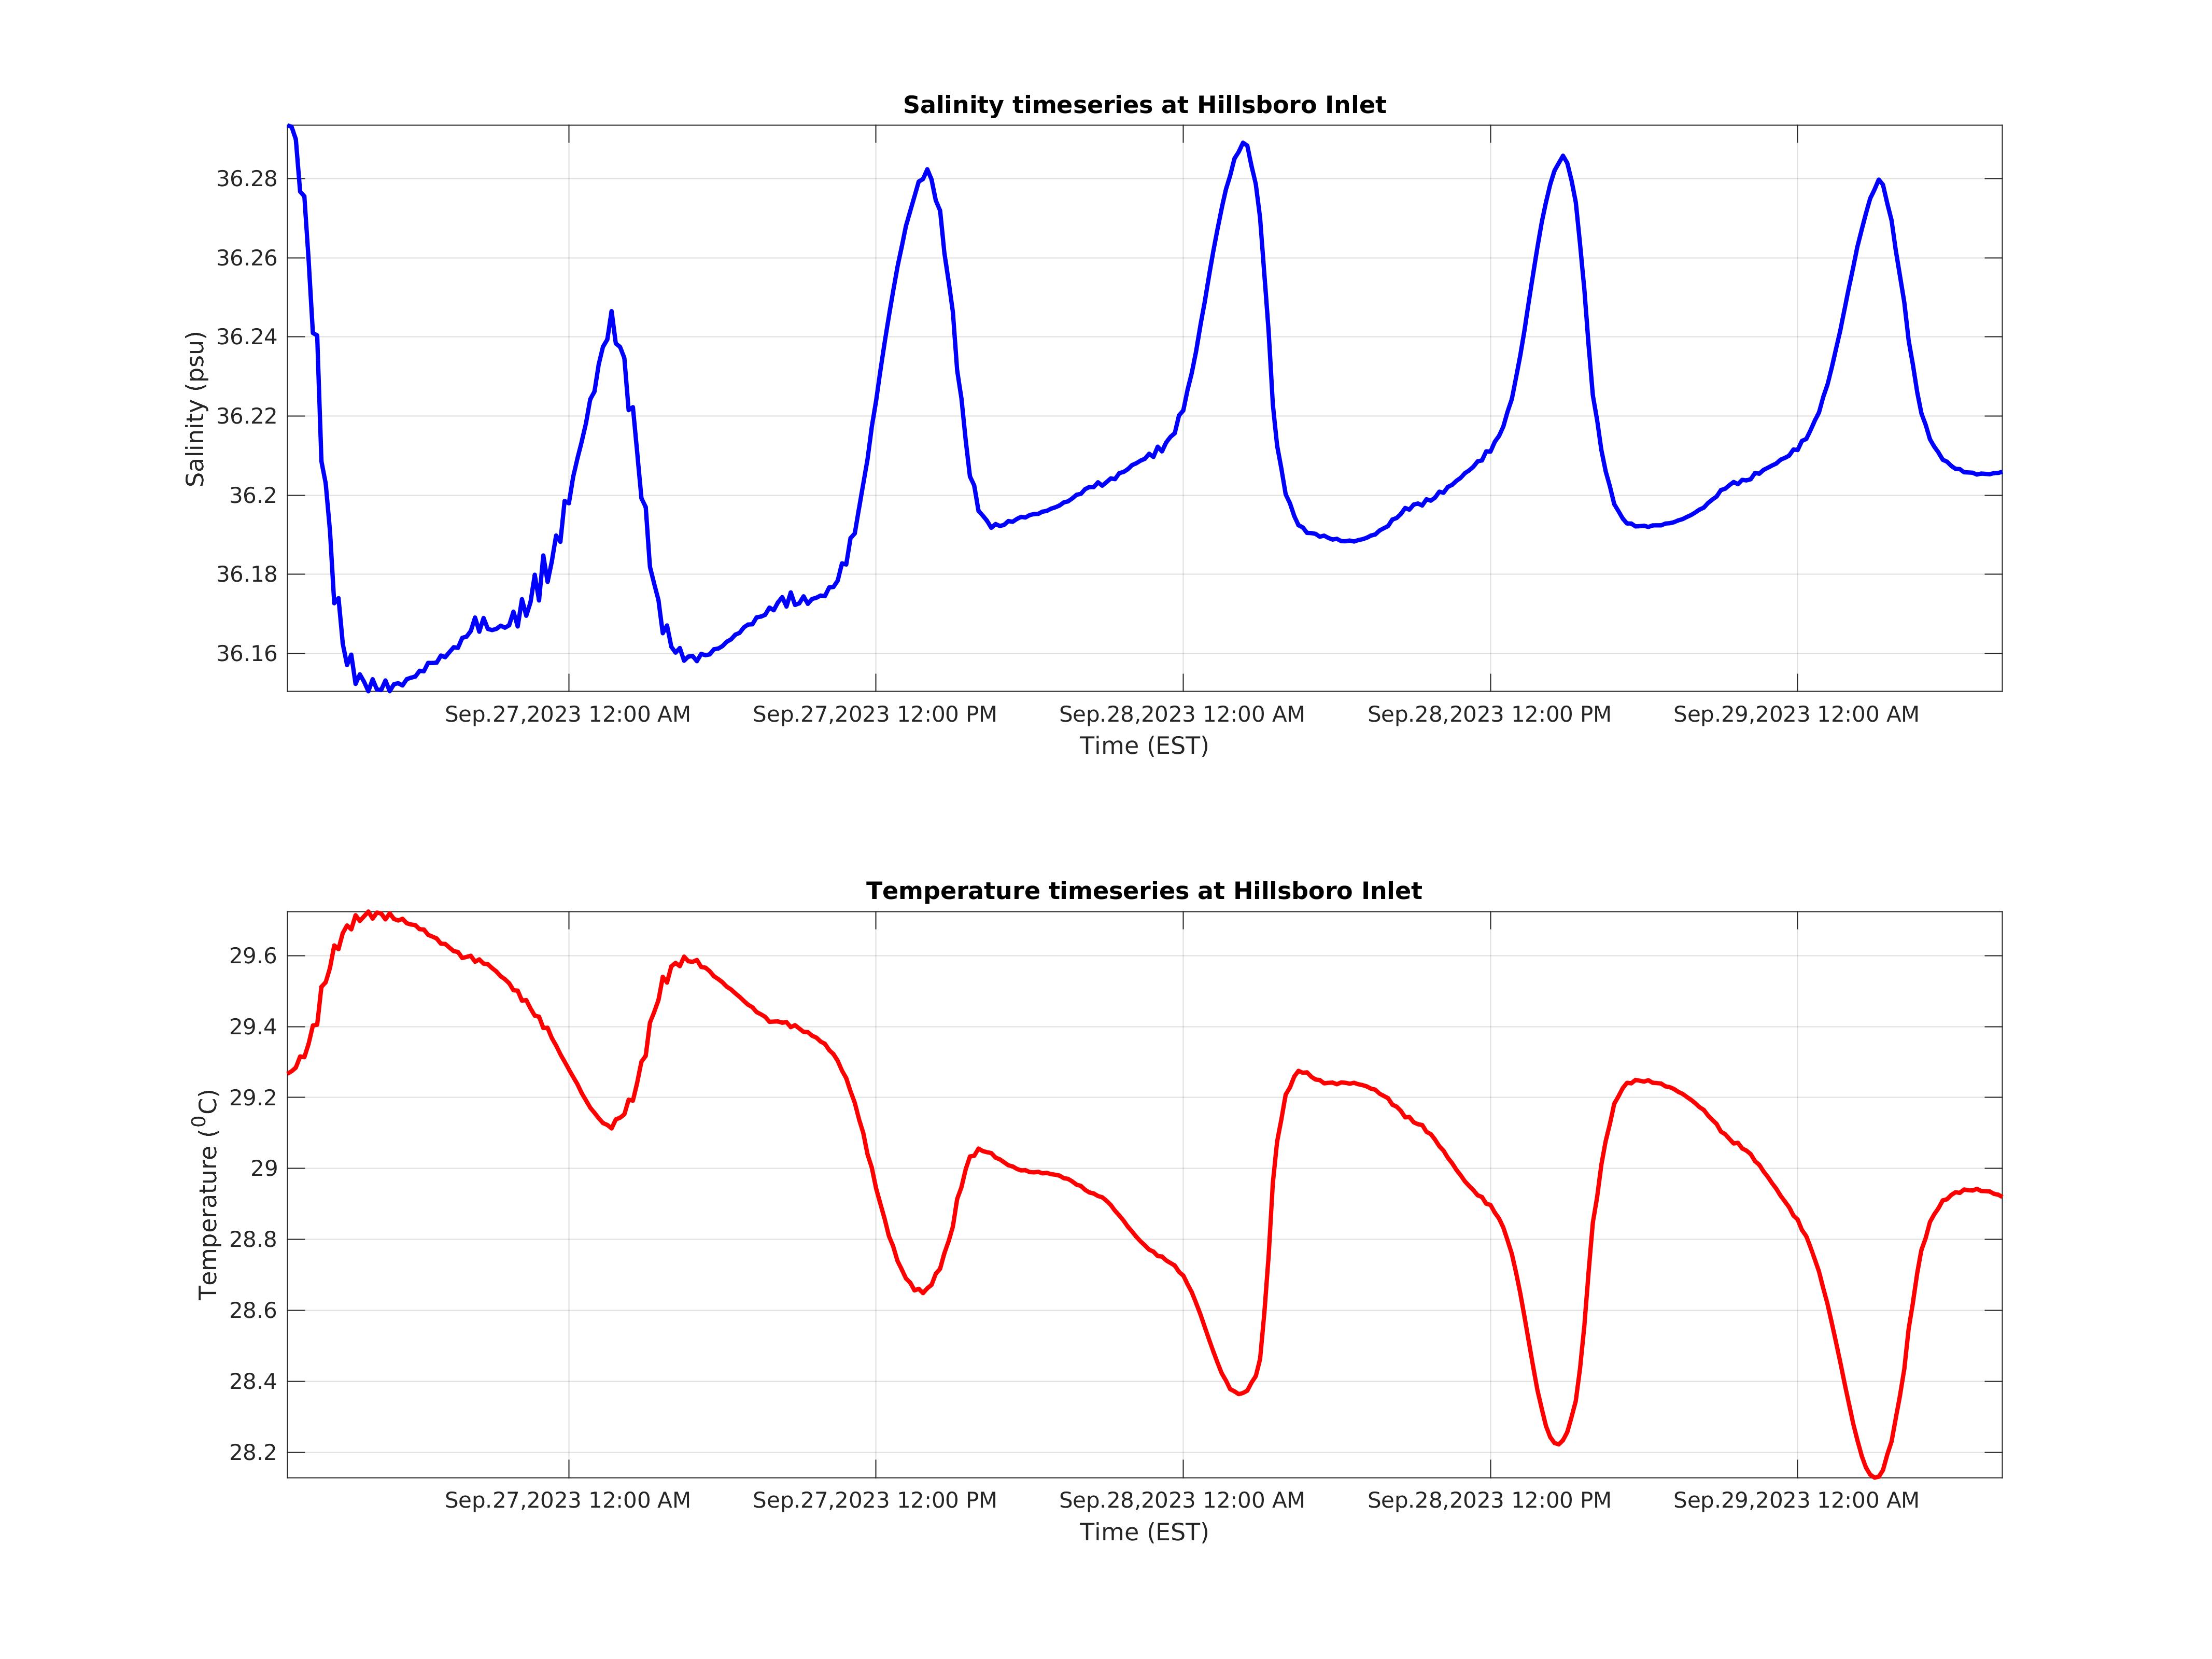 Salinity timeseries at Hillsboro Inlet
36.28
36.26
36.24
36.22
36.2
36.18
36.16
Salinity (psu)
Sep.27,2023 12:00 AM
Sep.27,2023 12:00 PM
Sep.28,2023 12:00 AM
Sep.28,2023 12:00 PM
Sep.29,2023 12:00 AM
Time (EST)
Temperature timeseries at Hillsboro Inlet
29.6
29.4
29.2
29
28.8
28.6
28.4
28.2
Temperature (⁰C)
Sep.27,2023 12:00 AM
Sep.27,2023 12:00 PM
Sep.28,2023 12:00 AM
Sep.28,2023 12:00 PM
Sep.29,2023 12:00 AM
Time (EST)